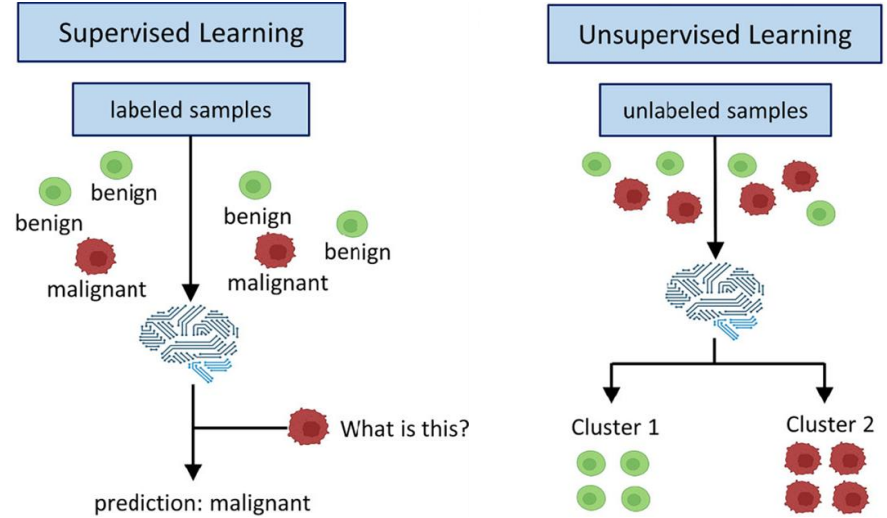 Supervised Learning
labeled samples
benign
benign
benign
benign
malignant
malignant
What is this?
prediction: malignant
Unsupervised Learning
unlabeled samples
Cluster 1
Cluster 2